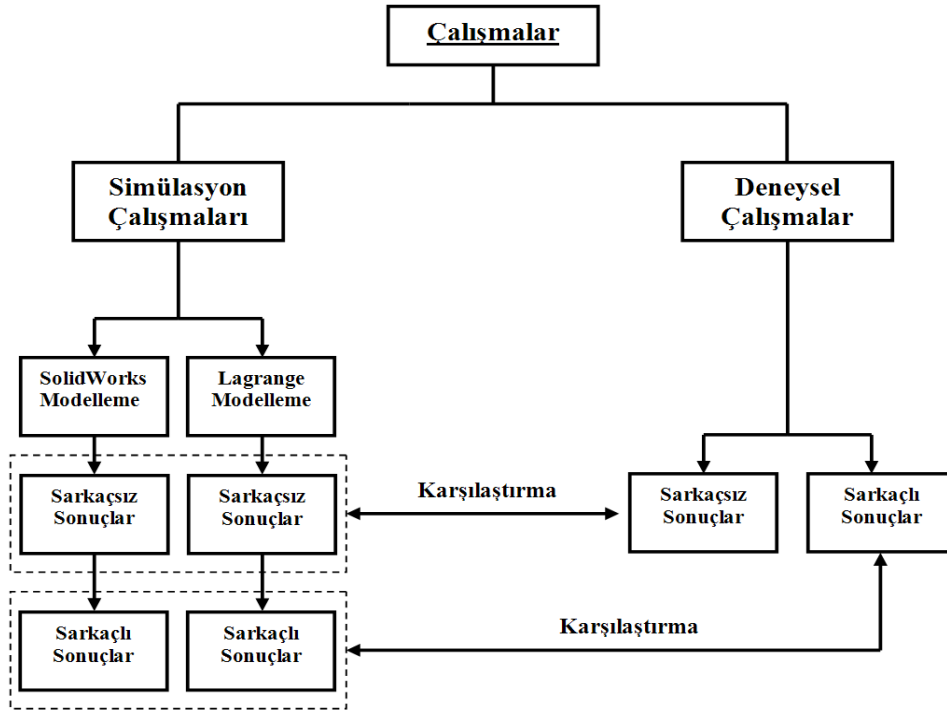 Çalışmalar
Simülasyon
Çalışmaları
Deneysel
Çalışmalar
SolidWorks
Modelleme
Lagrange
Modelleme
Sarkaçsız
Sonuçlar
Sarkaçsız
Sonuçlar
Karşılaştırma
Sarkaçsız
Sonuçlar
Sarkaçlı
Sonuçlar
Sarkaçlı
Sonuçlar
Sarkaçlı
Sonuçlar
Karşılaştırma